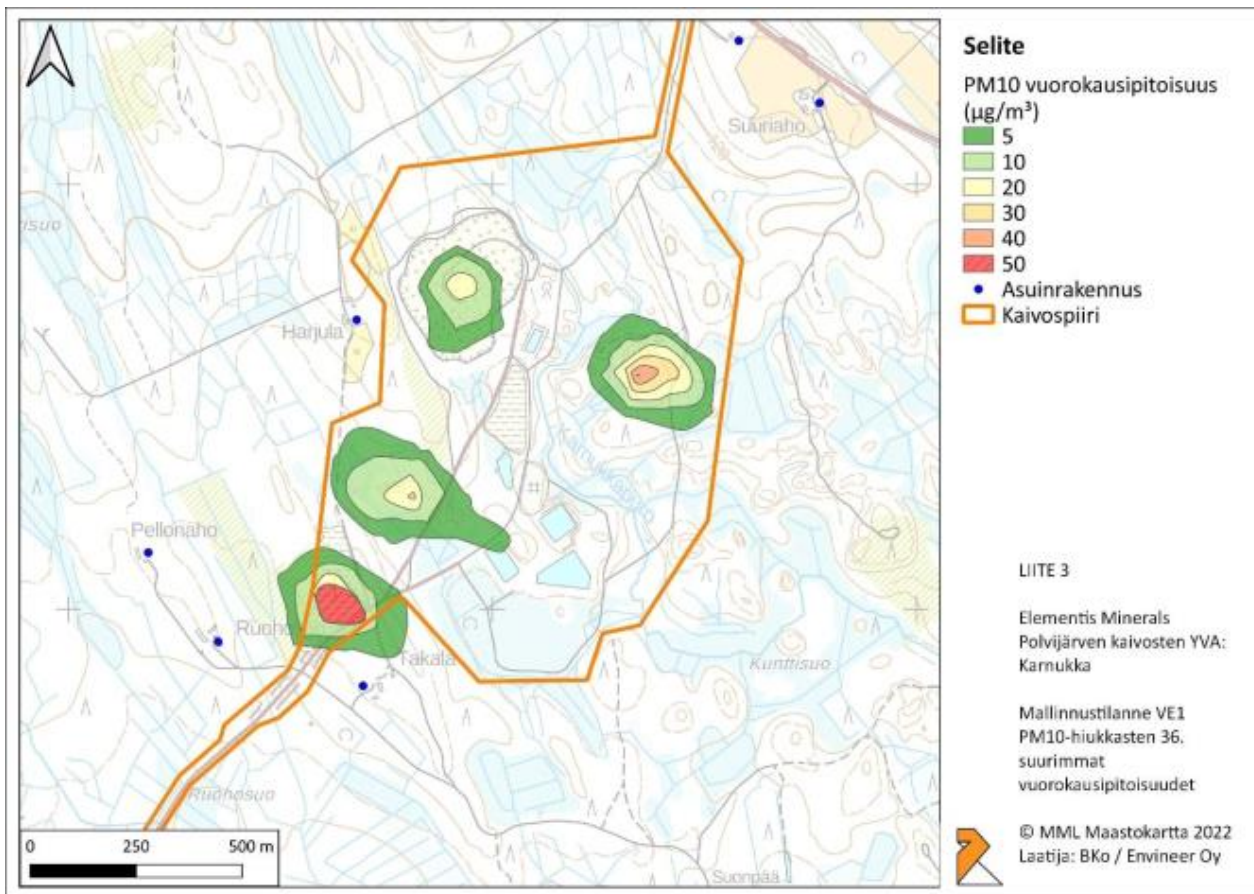 Selite
PM10 vuorokausipitoisuus
(µg/m³)
5
10
20
30
40
50
Asuinrakennus
Kaivospiiri
LIITE 3
Elementis Minerals
Polvijärven kaivosten YVA:
Karnukka
Mallinnustilanne VE1
PM10-hiukkasten 36.
suurimmat
vuorokausipitoisuudet
© MML Maastokartta 2022
Laatija: BKo / Envineer Oy
Suuriaho
Harjula
Pellonaho
Ruoho
Takala
Kunttisuo
Ruohosuo
Suonpää
0 250 500 m